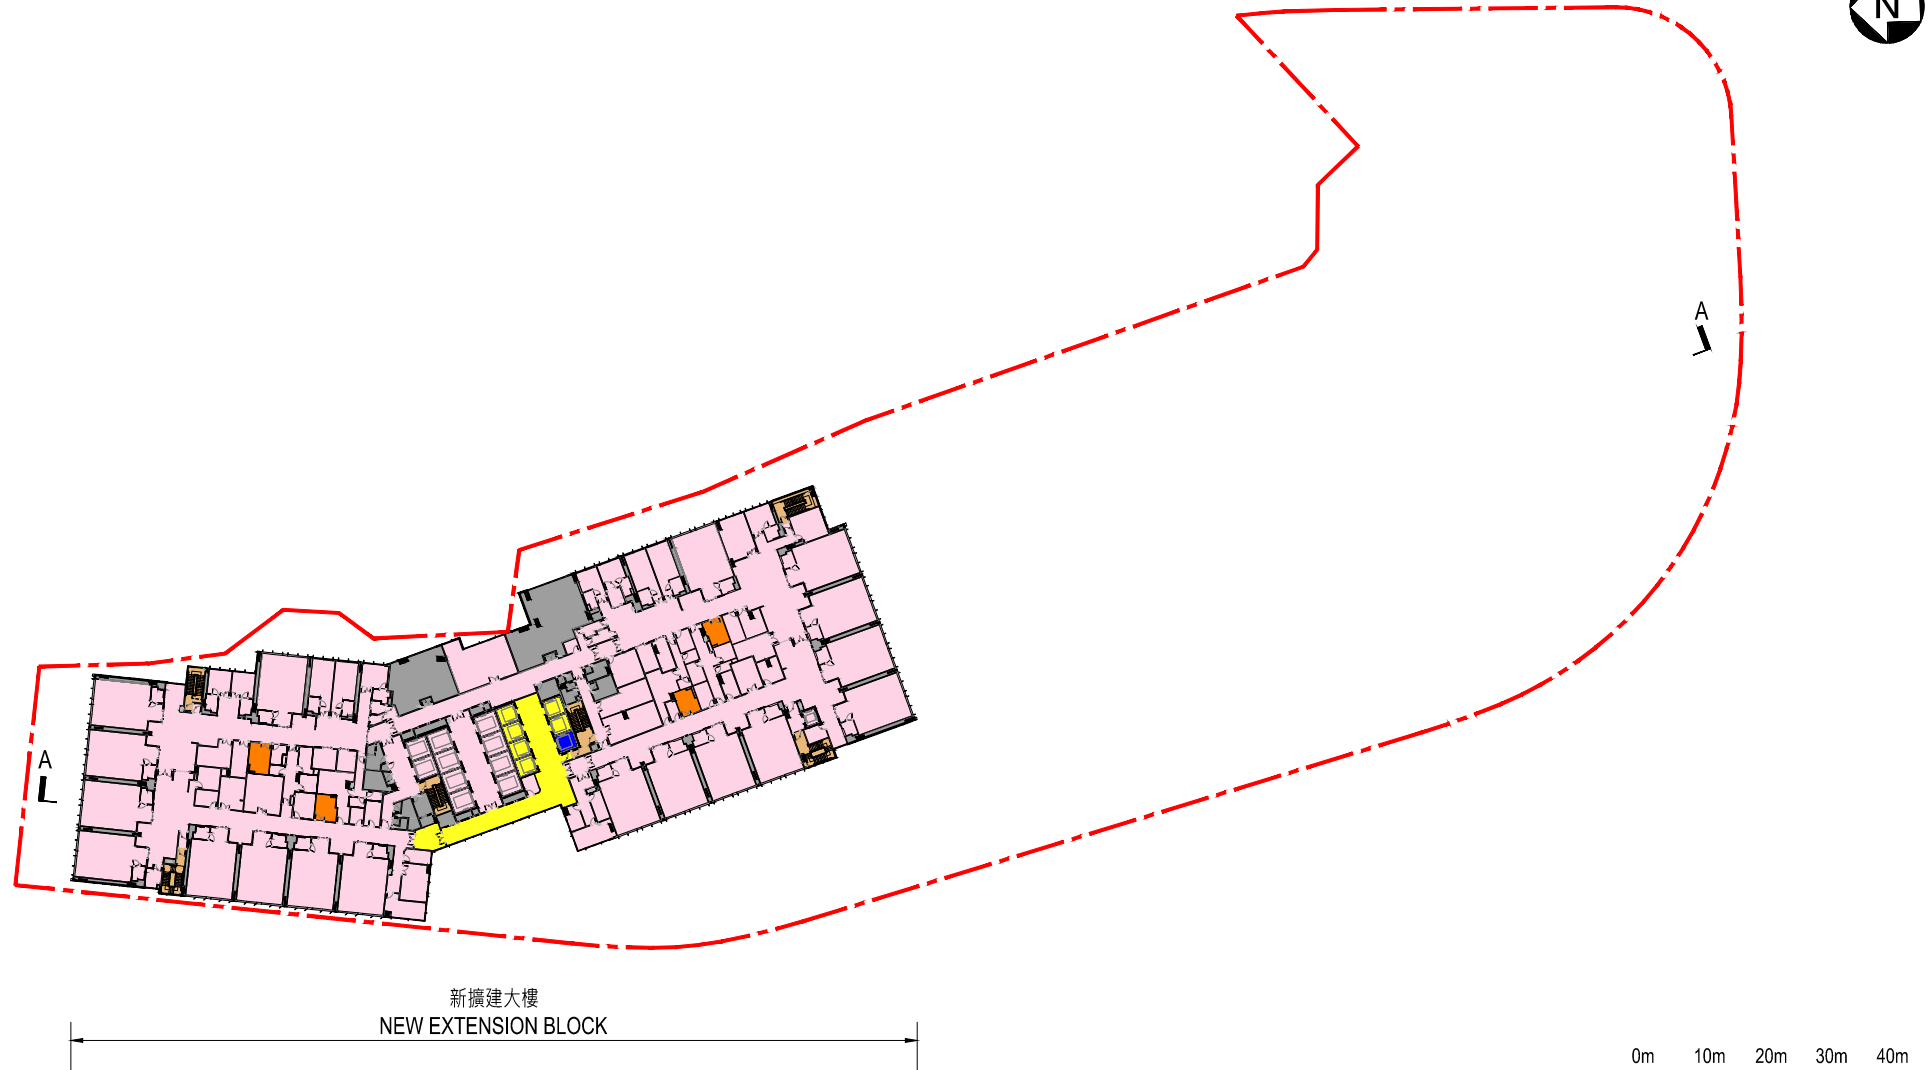 N
A
A
新擴建大樓
NEW EXTENSION BLOCK
0m 10m 20m 30m 40m